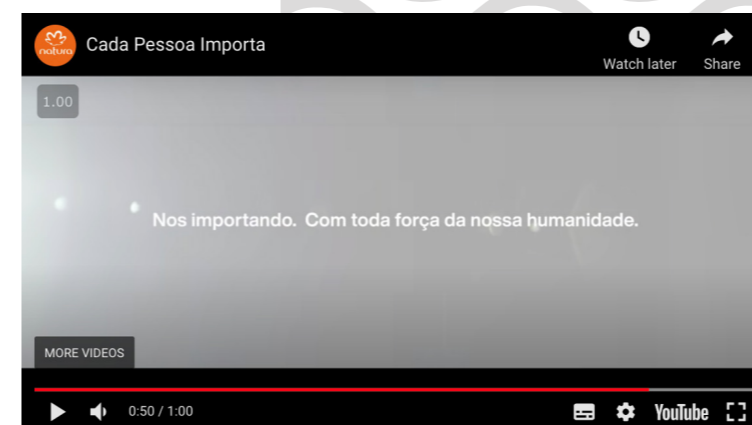 natura
Cada Pessoa Importa
Watch later
Share
1.00
Nos importando. Com toda força da nossa humanidade.
MORE VIDEOS
0:50 / 1:00
YouTube